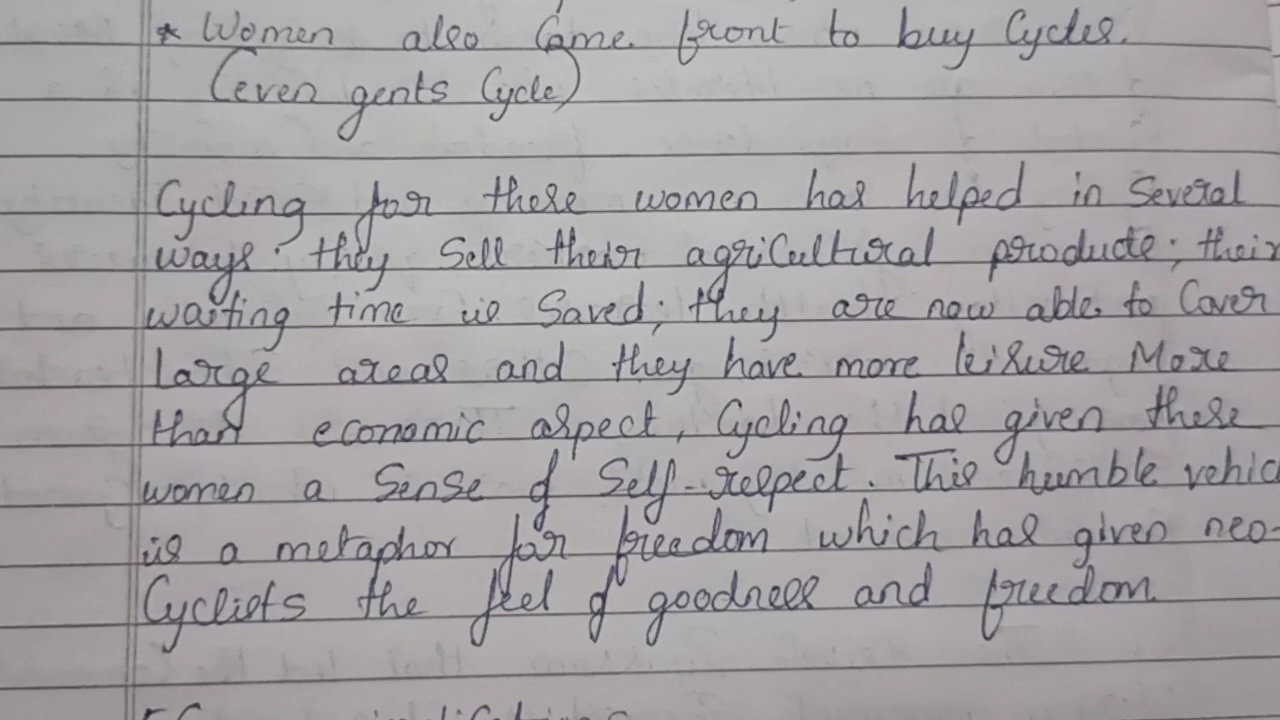 * Women also Came front to buy Cycles.
(even gents Cycle)
Cycling for these women has helped in Several
ways : they Sell their agricultural products ; their
waiting time is Saved ; they are now able to Cover
large areas and they have more leisure More
than economic aspect, Cycling has given these
women a Sense of Self-respect. This humble vehic
is a metaphor for freedom which has given neo-
Cyclists the feel of goodness and freedom.